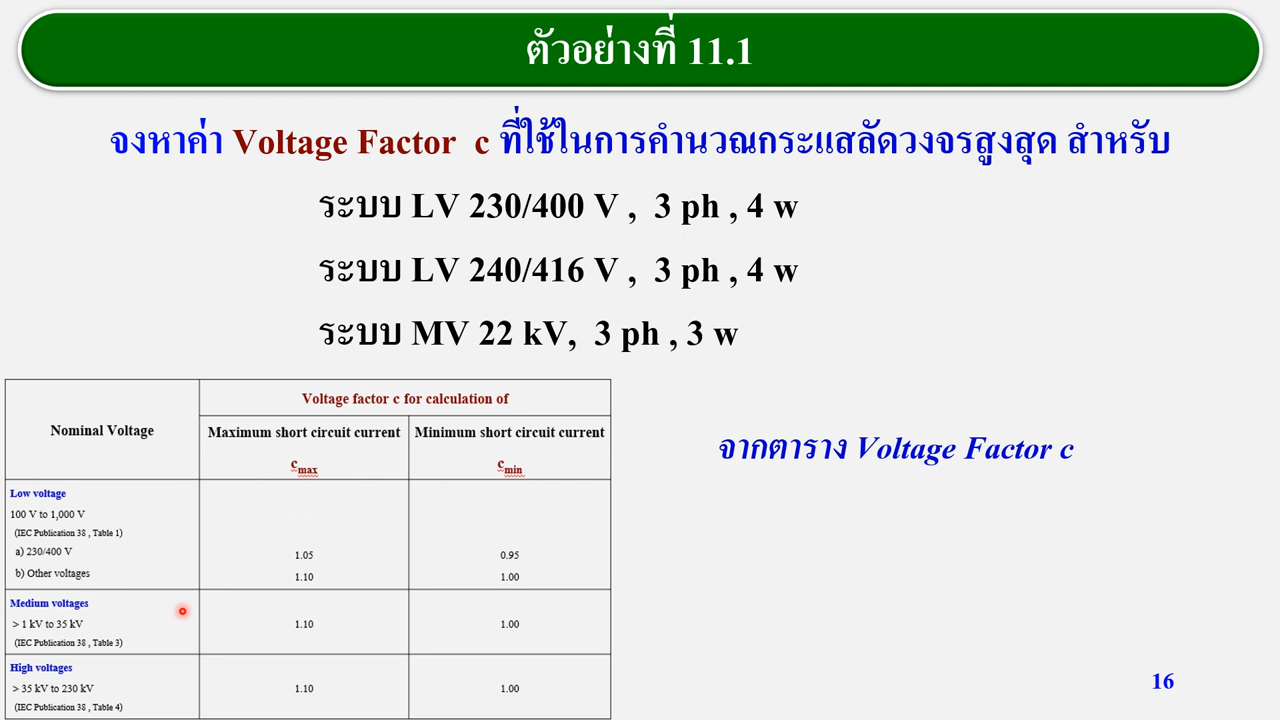 ตัวอย่างที่ 11.1
จงหาค่า Voltage Factor c ที่ใช้ในการคำนวณกระแสลัดวงจรสูงสุด สำหรับ
ระบบ LV 230/400 V , 3 ph , 4 w
ระบบ LV 240/416 V , 3 ph , 4 w
ระบบ MV 22 kV, 3 ph , 3 w
จากตาราง Voltage Factor c
Nominal Voltage
Voltage factor c for calculation of
Maximum short circuit current
cmax
Minimum short circuit current
cmin
Low voltage
100 V to 1,000 V
(IEC Publication 38 , Table 1)
a) 230/400 V 1.05 0.95
b) Other voltages 1.10 1.00
Medium voltages
> 1 kV to 35 kV 1.10 1.00
(IEC Publication 38 , Table 3)
High voltages
> 35 kV to 230 kV 1.10 1.00
(IEC Publication 38 , Table 4)
16